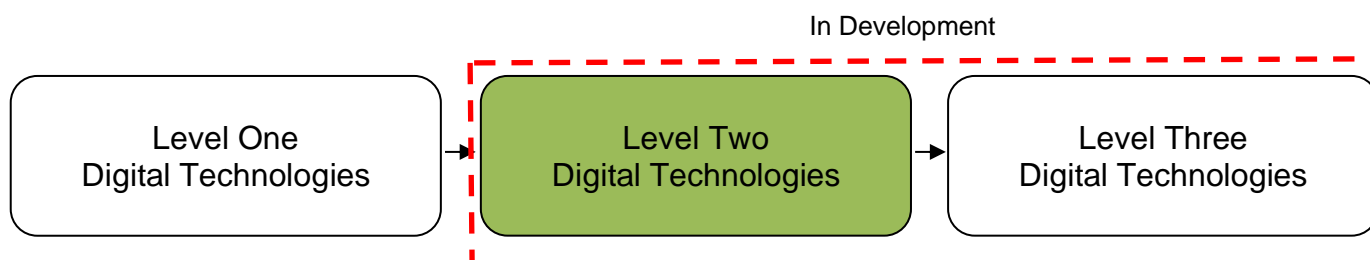 In Development
Level One
Digital Technologies
Level Two
Digital Technologies
Level Three
Digital Technologies